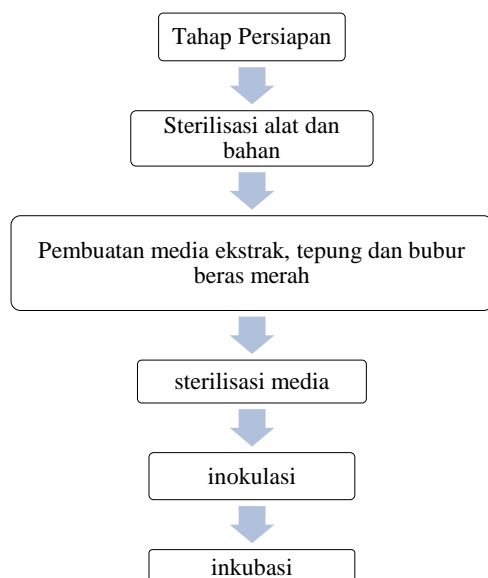 Tahap Persiapan
Sterilisasi alat dan
bahan
Pembuatan media ekstrak, tepung dan bubur
beras merah
sterilisasi media
inokulasi
inkubasi